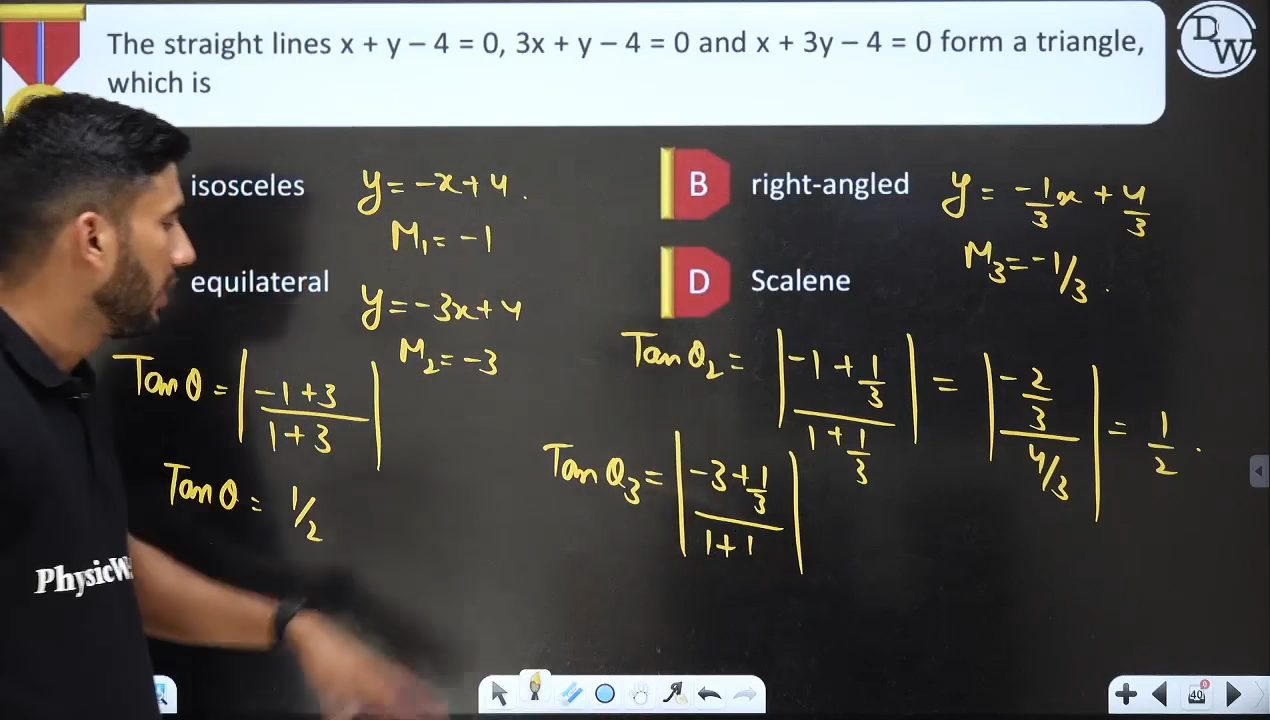 The straight lines x + y – 4 = 0, 3x + y – 4 = 0 and x + 3y – 4 = 0 form a triangle,
which is
DW
isosceles
y = -x + 4.
M₁ = -1
B right-angled
y = -1/3 x + 4/3
M₃ = -1/3.
equilateral
y = -3x + 4
M₂ = -3
D Scalene
Tan θ = |(-1+3)/(1+3)|
Tan θ = 1/2
Tan θ₂ = |(-1 + 1/3)/(1 + 1/3)| = |(-2/3)/(4/3)| = 1/2.
Tan θ₃ = |(-3 + 1/3)/(1+1)|
PhysicW
40